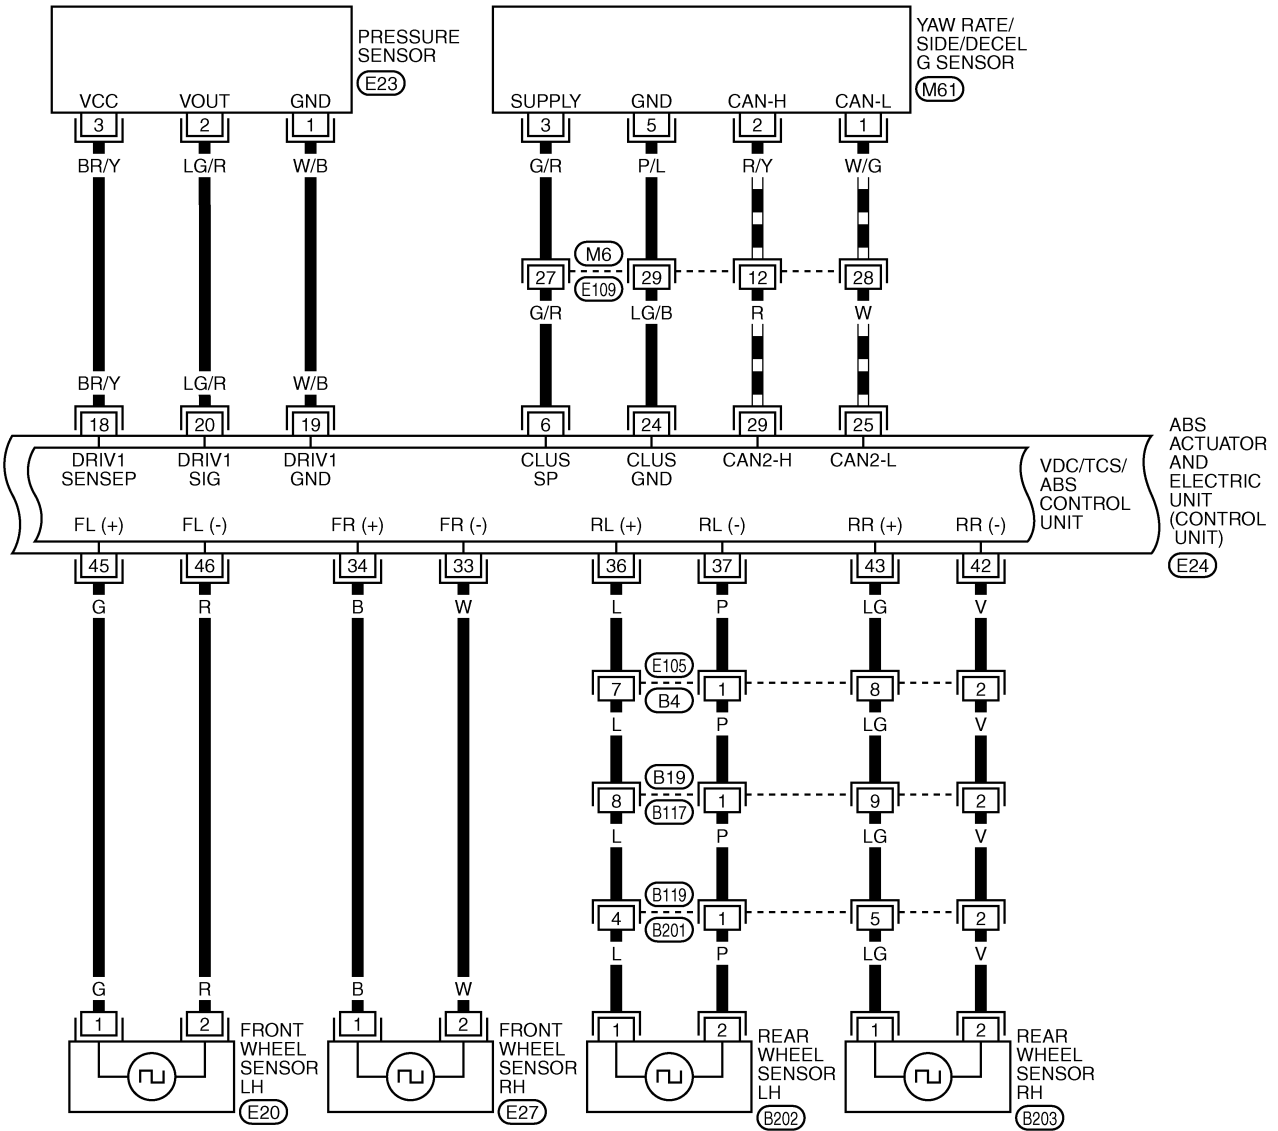 PRESSURE
SENSOR
E23
YAW RATE/
SIDE/DECEL
G SENSOR
M61
VCC VOUT GND SUPPLY GND CAN-H CAN-L
3 2 1 3 5 2 1
BR/Y LG/R W/B G/R P/L R/Y W/G
M6
27 29 12 28
E109
G/R LG/B R W
BR/Y LG/R W/B
18 20 19 6 24 29 25
DRIV1
SENSEP
DRIV1
SIG
DRIV1
GND
CLUS
SP
CLUS
GND
CAN2-H
CAN2-L
VDC/TCS/
ABS
CONTROL
UNIT
ABS
ACTUATOR
AND
ELECTRIC
UNIT
(CONTROL
UNIT)
E24
FL (+) FL (-) FR (+) FR (-) RL (+) RL (-) RR (+) RR (-)
45 46 34 33 36 37 43 42
G R B W L P LG V
E105
7 1 8 2
B4
L P LG V
B19
8 1 9 2
B117
L P LG V
B119
4 1 5 2
B201
L P LG V
G R B W
1 2 1 2 1 2 1 2
FRONT
WHEEL
SENSOR
LH
E20
FRONT
WHEEL
SENSOR
RH
E27
REAR
WHEEL
SENSOR
LH
B202
REAR
WHEEL
SENSOR
RH
B203